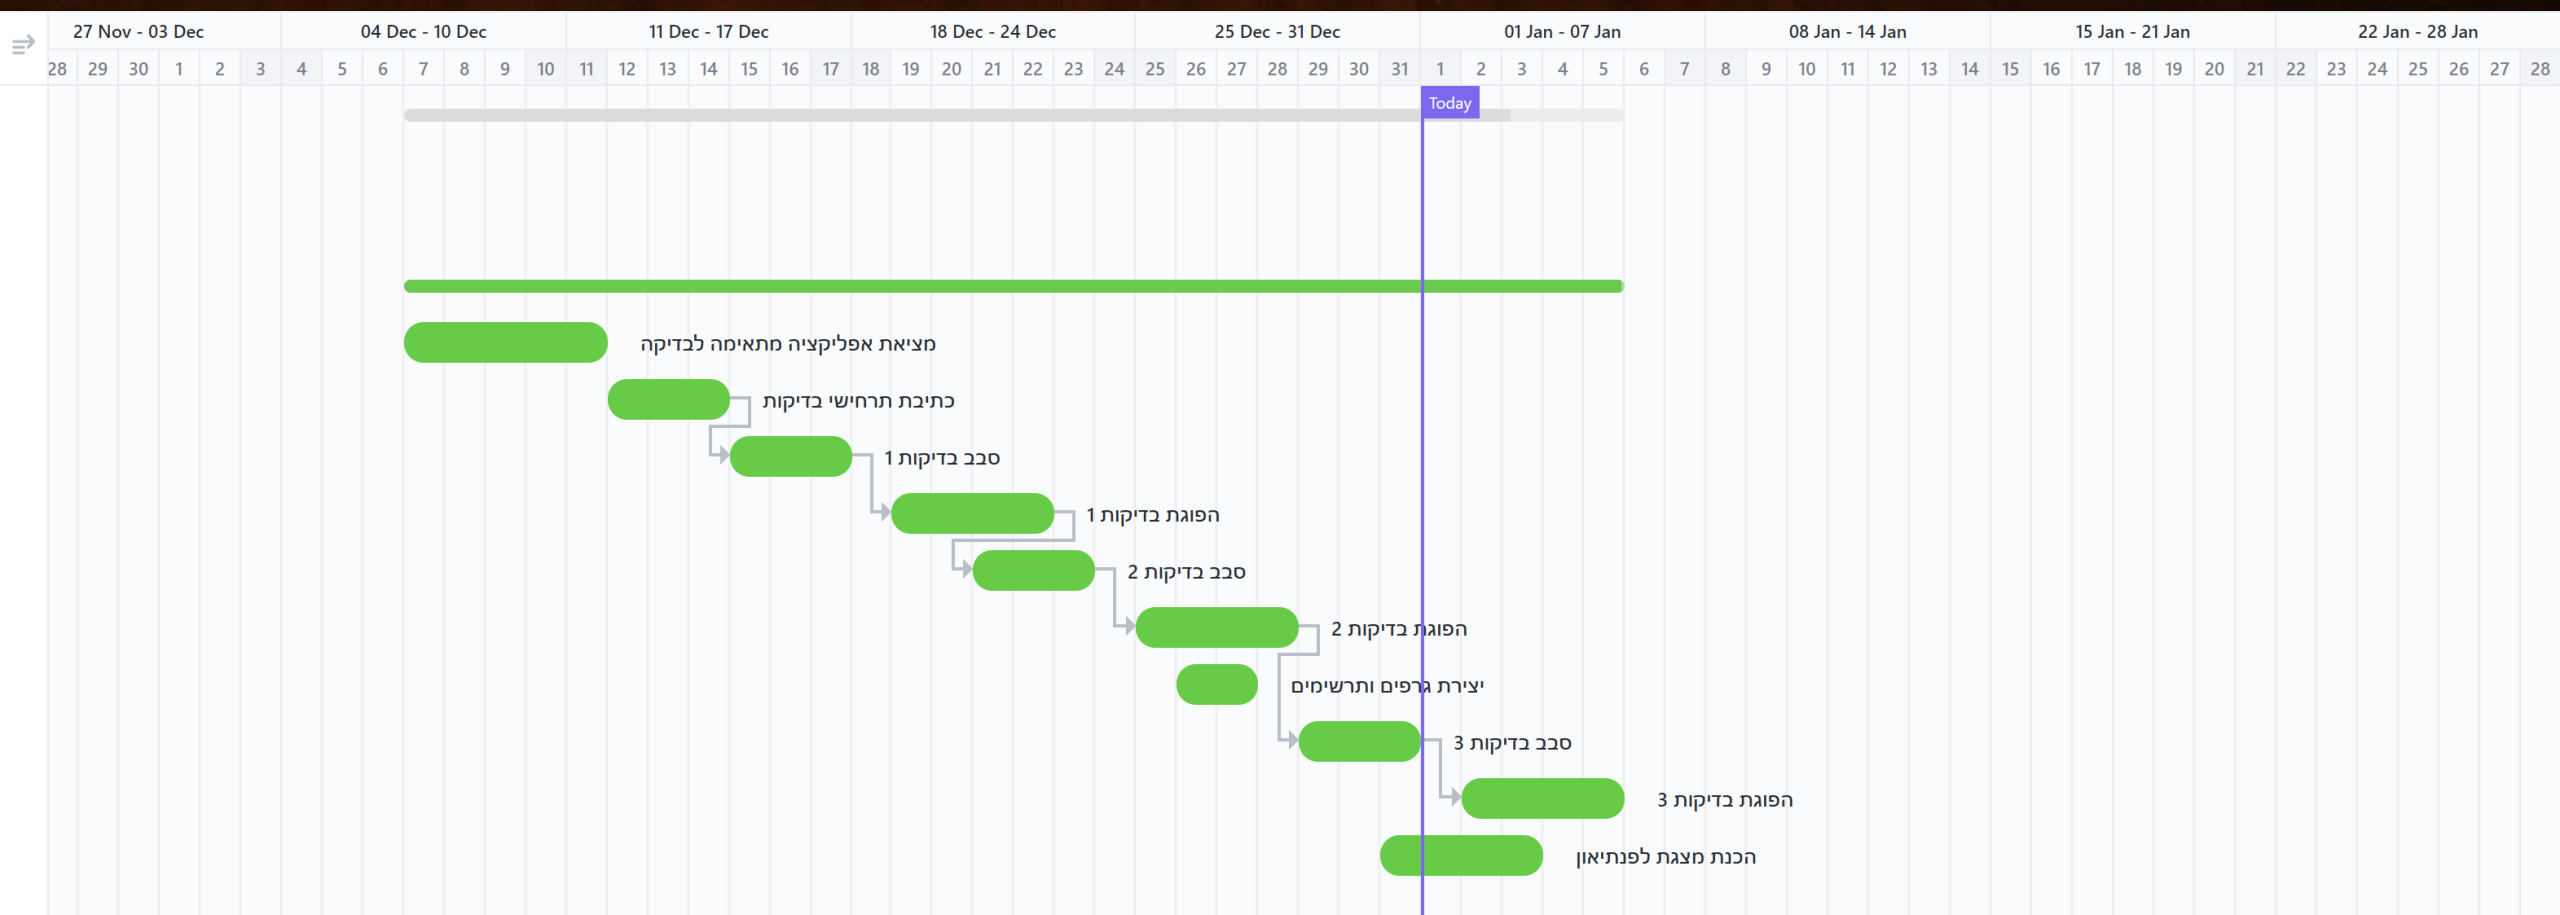 27 Nov - 03 Dec 04 Dec - 10 Dec 11 Dec - 17 Dec 18 Dec - 24 Dec 25 Dec - 31 Dec 01 Jan - 07 Jan 08 Jan - 14 Jan 15 Jan - 21 Jan 22 Jan - 28 Jan
28 29 30 1 2 3 4 5 6 7 8 9 10 11 12 13 14 15 16 17 18 19 20 21 22 23 24 25 26 27 28 29 30 31 1 2 3 4 5 6 7 8 9 10 11 12 13 14 15 16 17 18 19 20 21 22 23 24 25 26 27 28
Today
מציאת אפליקציה מתאימה לבדיקה
כתיבת תרחישי בדיקות
סבב בדיקות 1
הפוגת בדיקות 1
סבב בדיקות 2
הפוגת בדיקות 2
יצירת גרפים ותרשימים
סבב בדיקות 3
הפוגת בדיקות 3
הכנת מצגת לפנתיאון